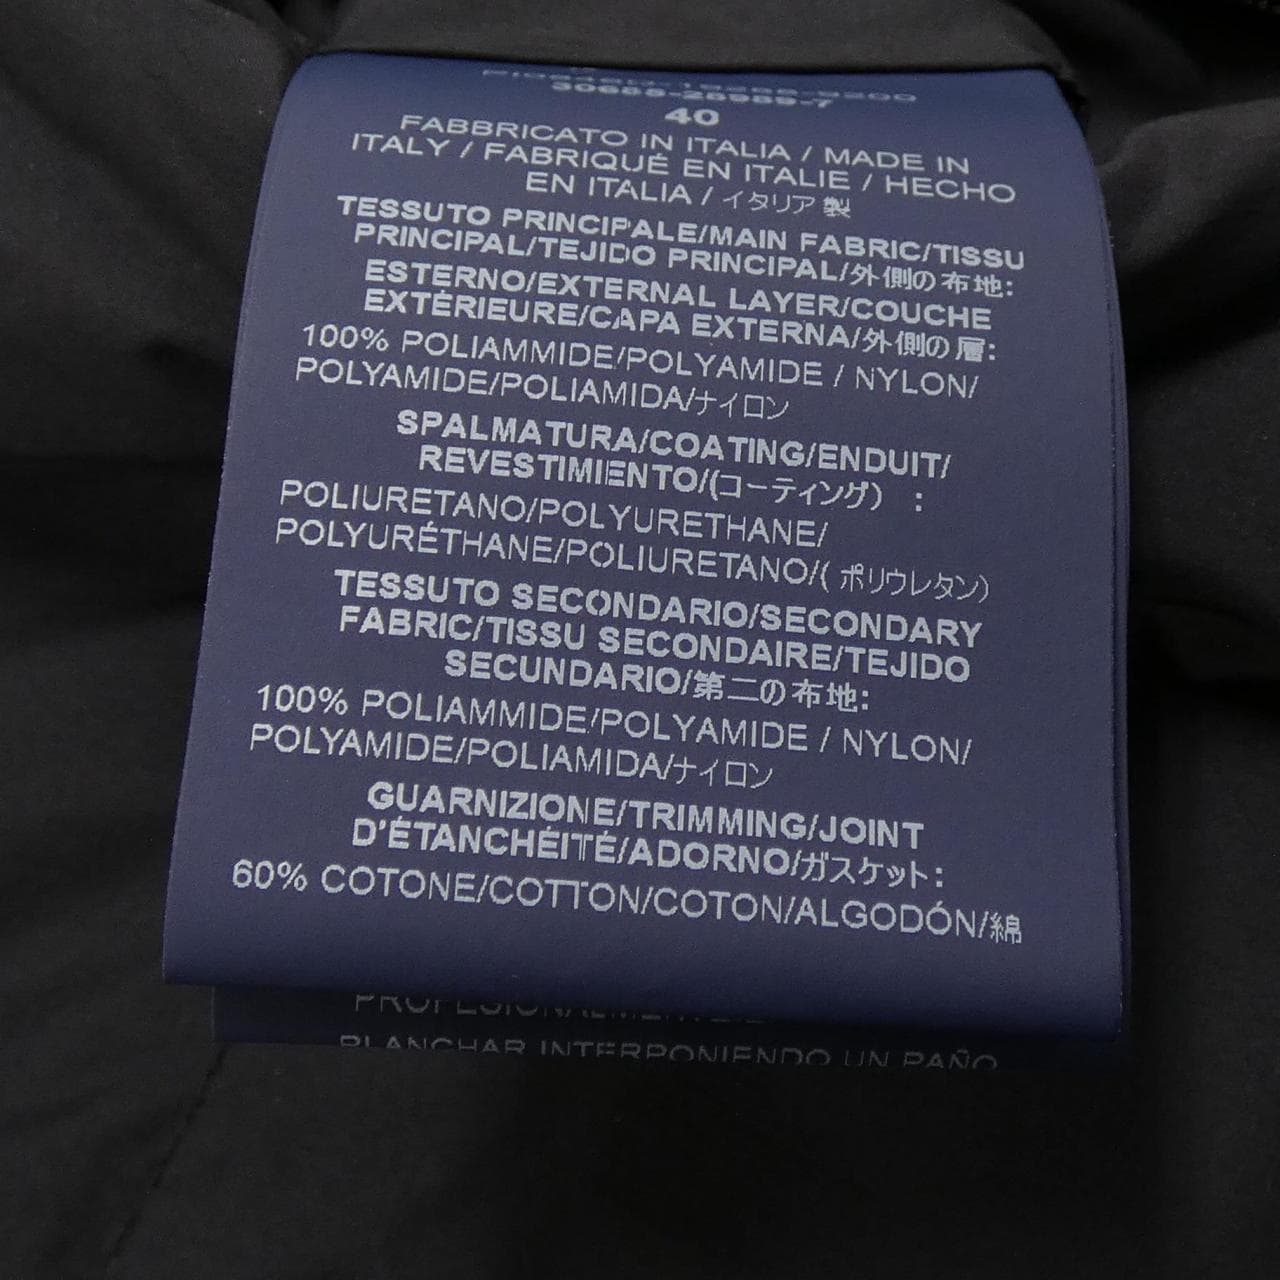 30689-28989-7
40
FABBRICATO IN ITALIA / MADE IN
ITALY / FABRIQUÉ EN ITALIE / HECHO
EN ITALIA / イタリア製
TESSUTO PRINCIPALE/MAIN FABRIC/TISSU
PRINCIPAL/TEJIDO PRINCIPAL/外側の布地:
ESTERNO/EXTERNAL LAYER/COUCHE
EXTÉRIEURE/CAPA EXTERNA/外側の層:
100% POLIAMMIDE/POLYAMIDE / NYLON/
POLYAMIDE/POLIAMIDA/ナイロン
SPALMATURA/COATING/ENDUIT/
REVESTIMIENTO/(コーティング) :
POLIURETANO/POLYURETHANE/
POLYURÉTHANE/POLIURETANO/( ポリウレタン)
TESSUTO SECONDARIO/SECONDARY
FABRIC/TISSU SECONDAIRE/TEJIDO
SECUNDARIO/第二の布地:
100% POLIAMMIDE/POLYAMIDE / NYLON/
POLYAMIDE/POLIAMIDA/ナイロン
GUARNIZIONE/TRIMMING/JOINT
D'ÉTANCHÉITÉ/ADORNO/ガスケット:
60% COTONE/COTTON/COTON/ALGODÓN/綿
PLANCHAR INTERPONIENDO UN PAÑO